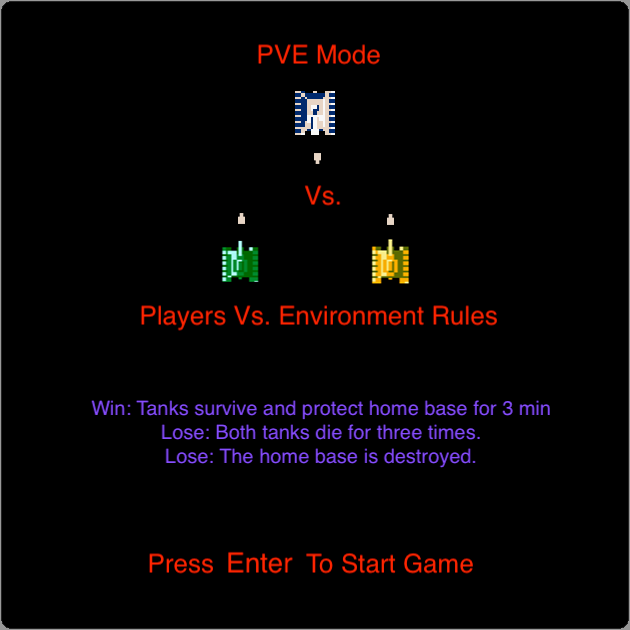 PVE Mode
Vs.
Players Vs. Environment Rules
Win: Tanks survive and protect home base for 3 min
Lose: Both tanks die for three times.
Lose: The home base is destroyed.
Press Enter To Start Game